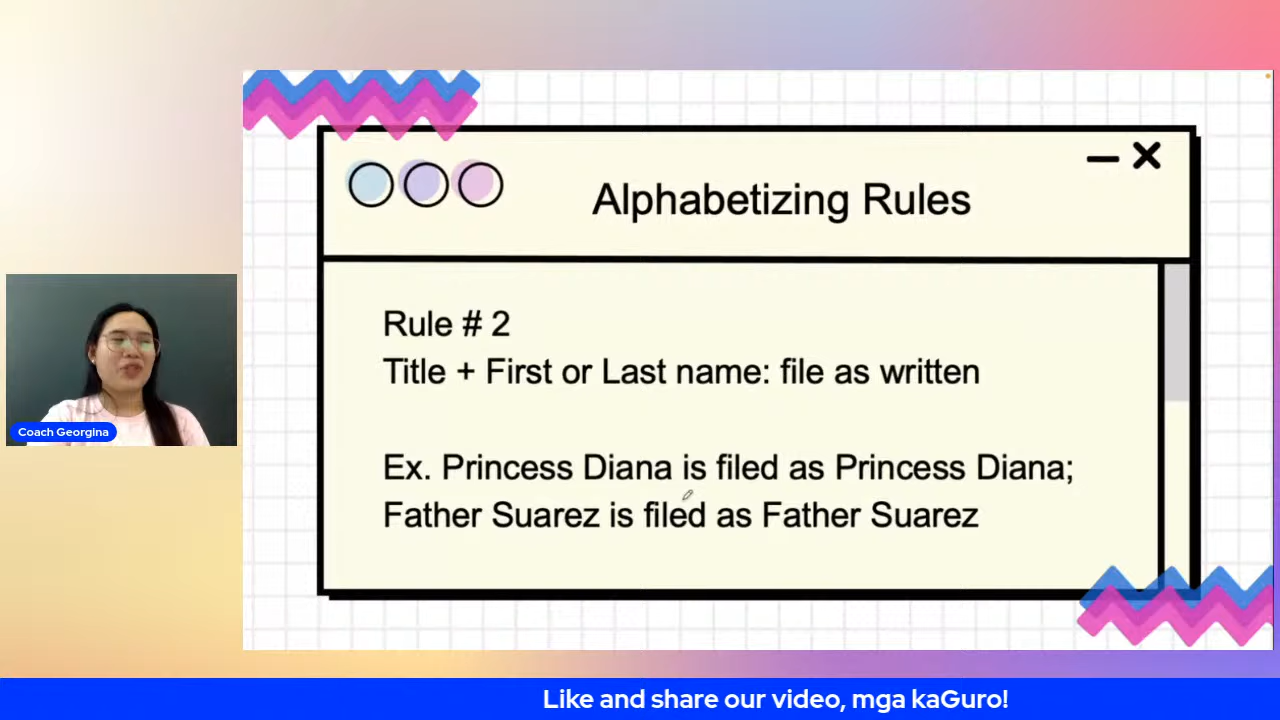 Alphabetizing Rules
Rule # 2
Title + First or Last name: file as written
Ex. Princess Diana is filed as Princess Diana;
Father Suarez is filed as Father Suarez
Coach Georgina
Like and share our video, mga kaGuro!